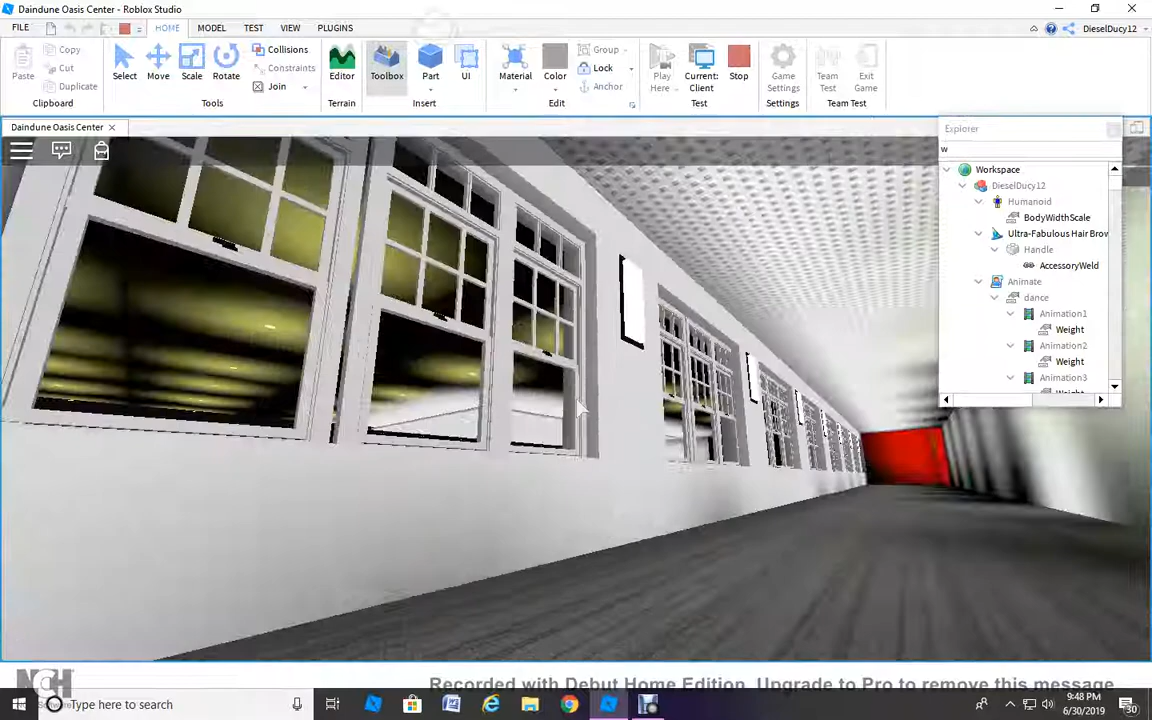 Daindune Oasis Center - Roblox Studio
FILE HOME MODEL TEST VIEW PLUGINS DieselDucy12
Paste Copy Cut Duplicate Clipboard
Select Move Scale Rotate Collisions Constraints Join Tools
Editor Terrain
Toolbox Part UI Insert
Material Color Group Lock Anchor Edit
Play Here Current: Client Stop Test
Game Settings Settings
Team Test Exit Game Team Test
Daindune Oasis Center
Explorer
w
Workspace
DieselDucy12
Humanoid
BodyWidthScale
Ultra-Fabulous Hair Brow
Handle
AccessoryWeld
Animate
dance
Animation1
Weight
Animation2
Weight
Animation3
NCH
Recorded with Debut Home Edition. Upgrade to Pro to remove this message
Type here to search
9:48 PM
6/30/2019
30